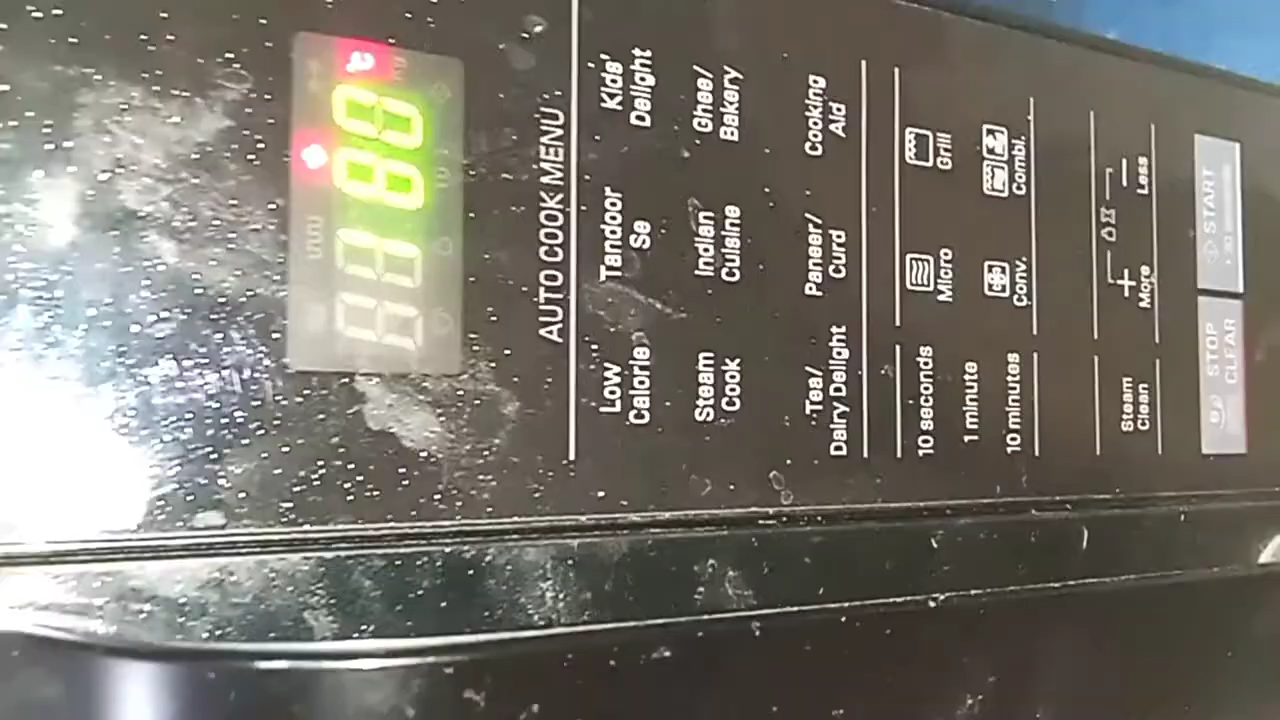 80 °C
kg
AUTO COOK MENU
Low
Calorie
Tandoor
Se
Kids'
Delight
Steam
Cook
Indian
Cuisine
Ghee/
Bakery
Tea/
Dairy Delight
Paneer/
Curd
Cooking
Aid
10 seconds
1 minute
10 minutes
Micro
Grill
Conv.
Combi.
Steam
Clean
+
More
−
Less
STOP
CLEAR
START